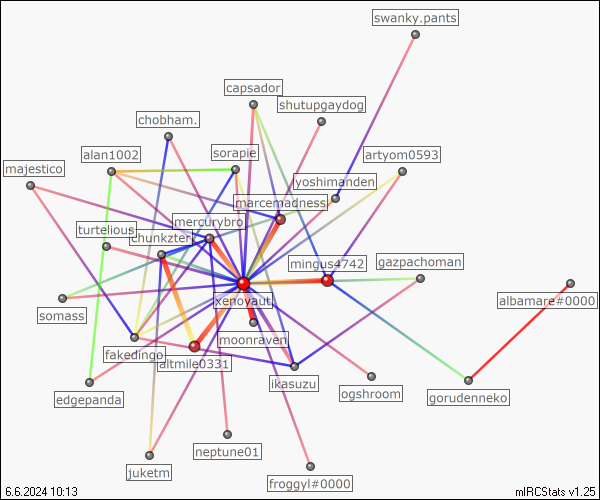 swanky.pants
capsador
shutupgaydog
chobham.
alan1002
sorapie
artyom0593
majestico
yoshimanden
marcemadness
mercurybro
turtelious
chunkzter
mingus4742
gazpachoman
xenoyaut
albamare#0000
somass
moonraven
fakedingo
altmile0331
ikasuzu
ogshroom
gorudenneko
edgepanda
neptune01
juketm
froggyl#0000
6.6.2024 10:13
mIRCStats v1.25